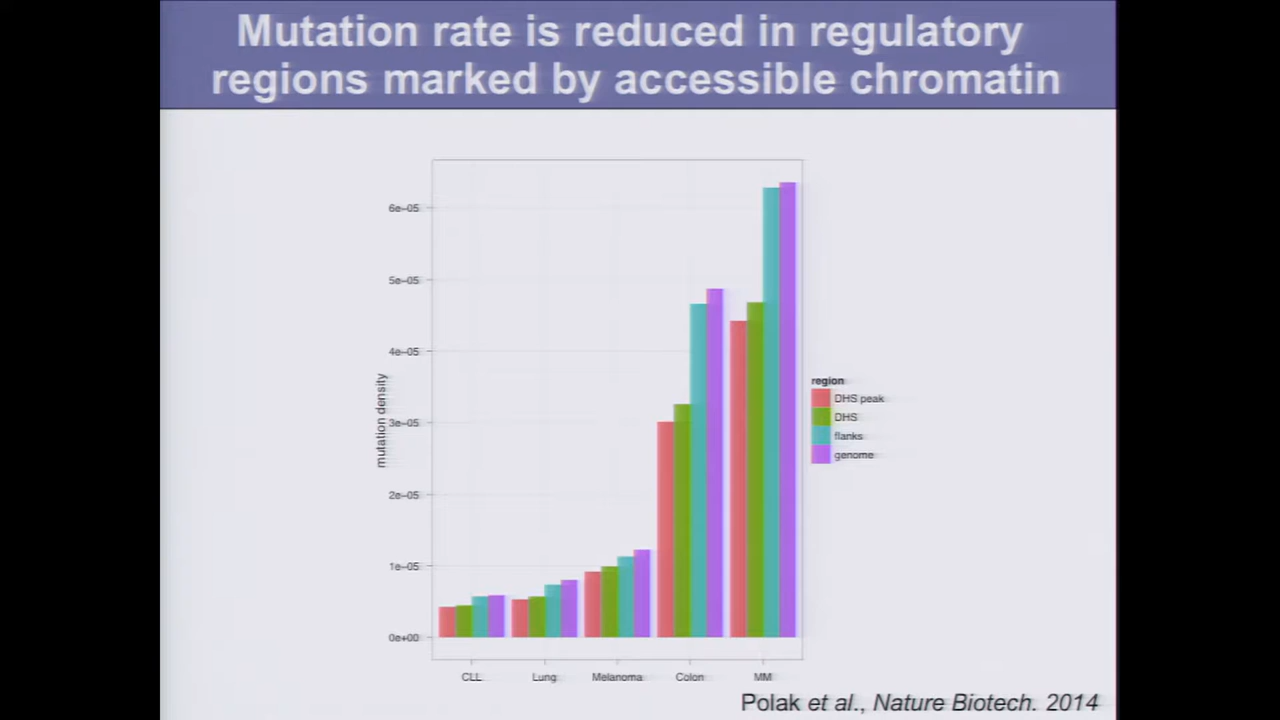 Mutation rate is reduced in regulatory
regions marked by accessible chromatin
6e−05
5e−05
4e−05
3e−05
2e−05
1e−05
0e+00
mutation density
region
DHS peak
DHS
flanks
genome
CLL
Lung
Melanoma
Colon
MM
Polak et al., Nature Biotech. 2014